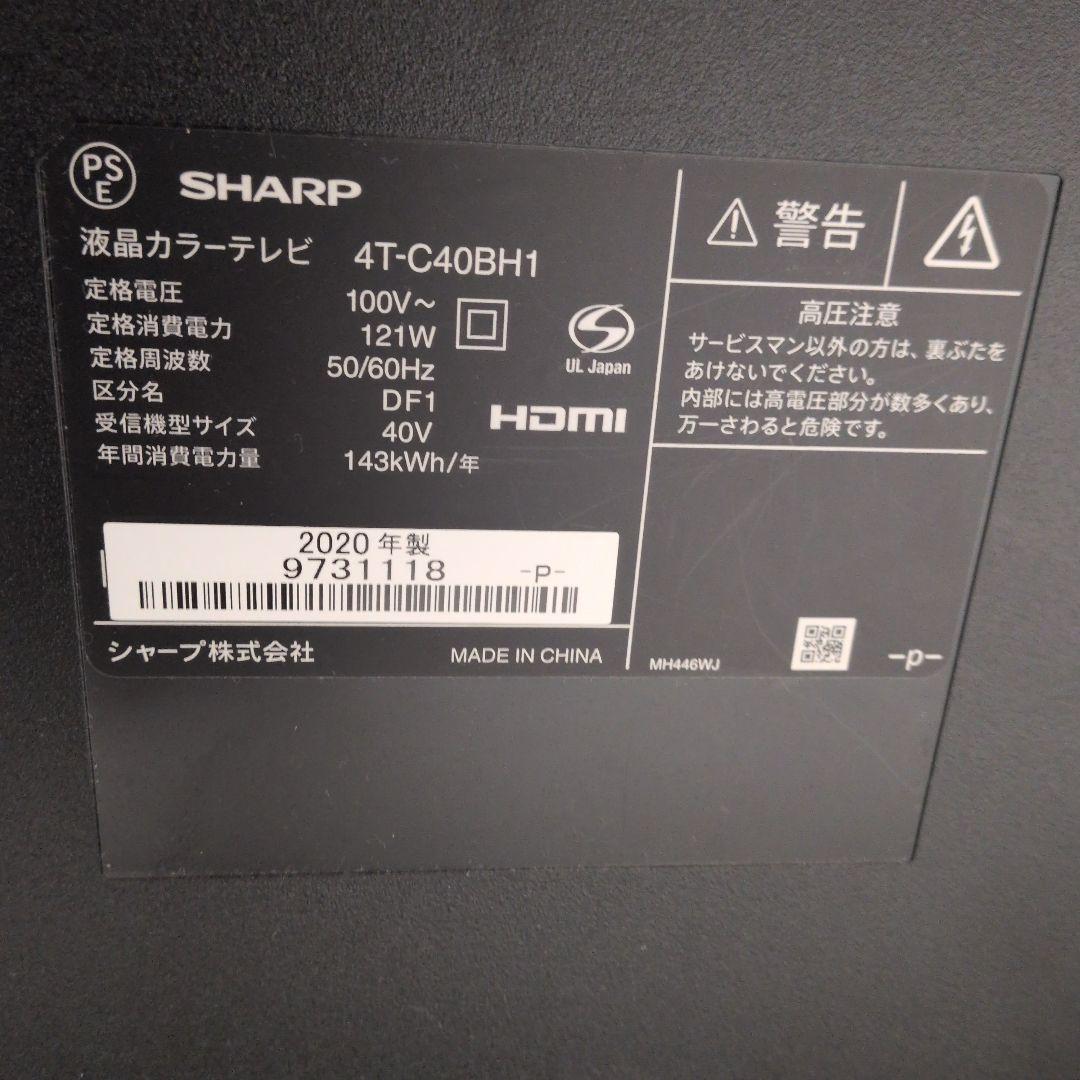 PS
E
SHARP
液晶カラーテレビ 4T-C40BH1
定格電圧 100V~
定格消費電力 121W
定格周波数 50/60Hz
区分名 DF1
受信機型サイズ 40V
年間消費電力量 143kWh/年
S
UL Japan
HDMI
2020年製
9731118 -P-
シャープ株式会社 MADE IN CHINA
警告
高圧注意
サービスマン以外の方は、裏ぶたを
あけないでください。
内部には高電圧部分が数多くあり、
万一さわると危険です。
MH446WJ -P-